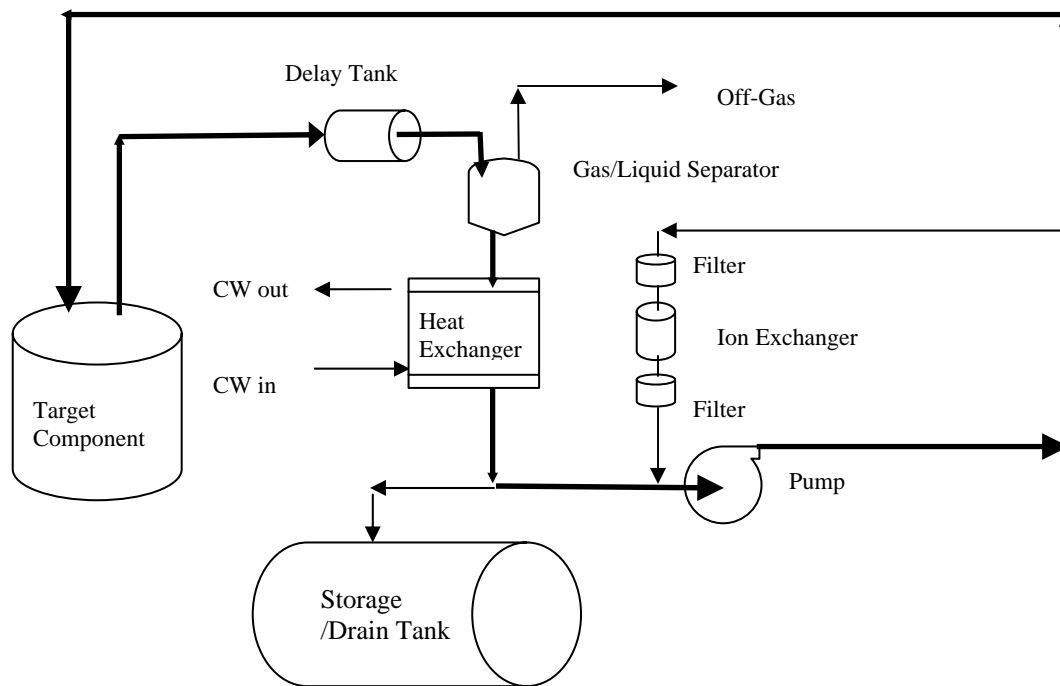 Delay Tank
Off-Gas
Gas/Liquid Separator
Filter
CW out
Heat
Exchanger
Ion Exchanger
CW in
Filter
Target
Component
Pump
Storage
/Drain Tank